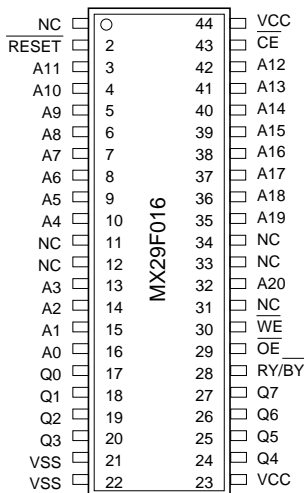 NC 1 44 VCC
RESET 2 43 CE
A11 3 42 A12
A10 4 41 A13
A9 5 40 A14
A8 6 39 A15
A7 7 38 A16
A6 8 37 A17
A5 9 36 A18
A4 10 35 A19
NC 11 34 NC
NC 12 33 NC
A3 13 32 A20
A2 14 31 NC
A1 15 30 WE
A0 16 29 OE
Q0 17 28 RY/BY
Q1 18 27 Q7
Q2 19 26 Q6
Q3 20 25 Q5
VSS 21 24 Q4
VSS 22 23 VCC
MX29F016